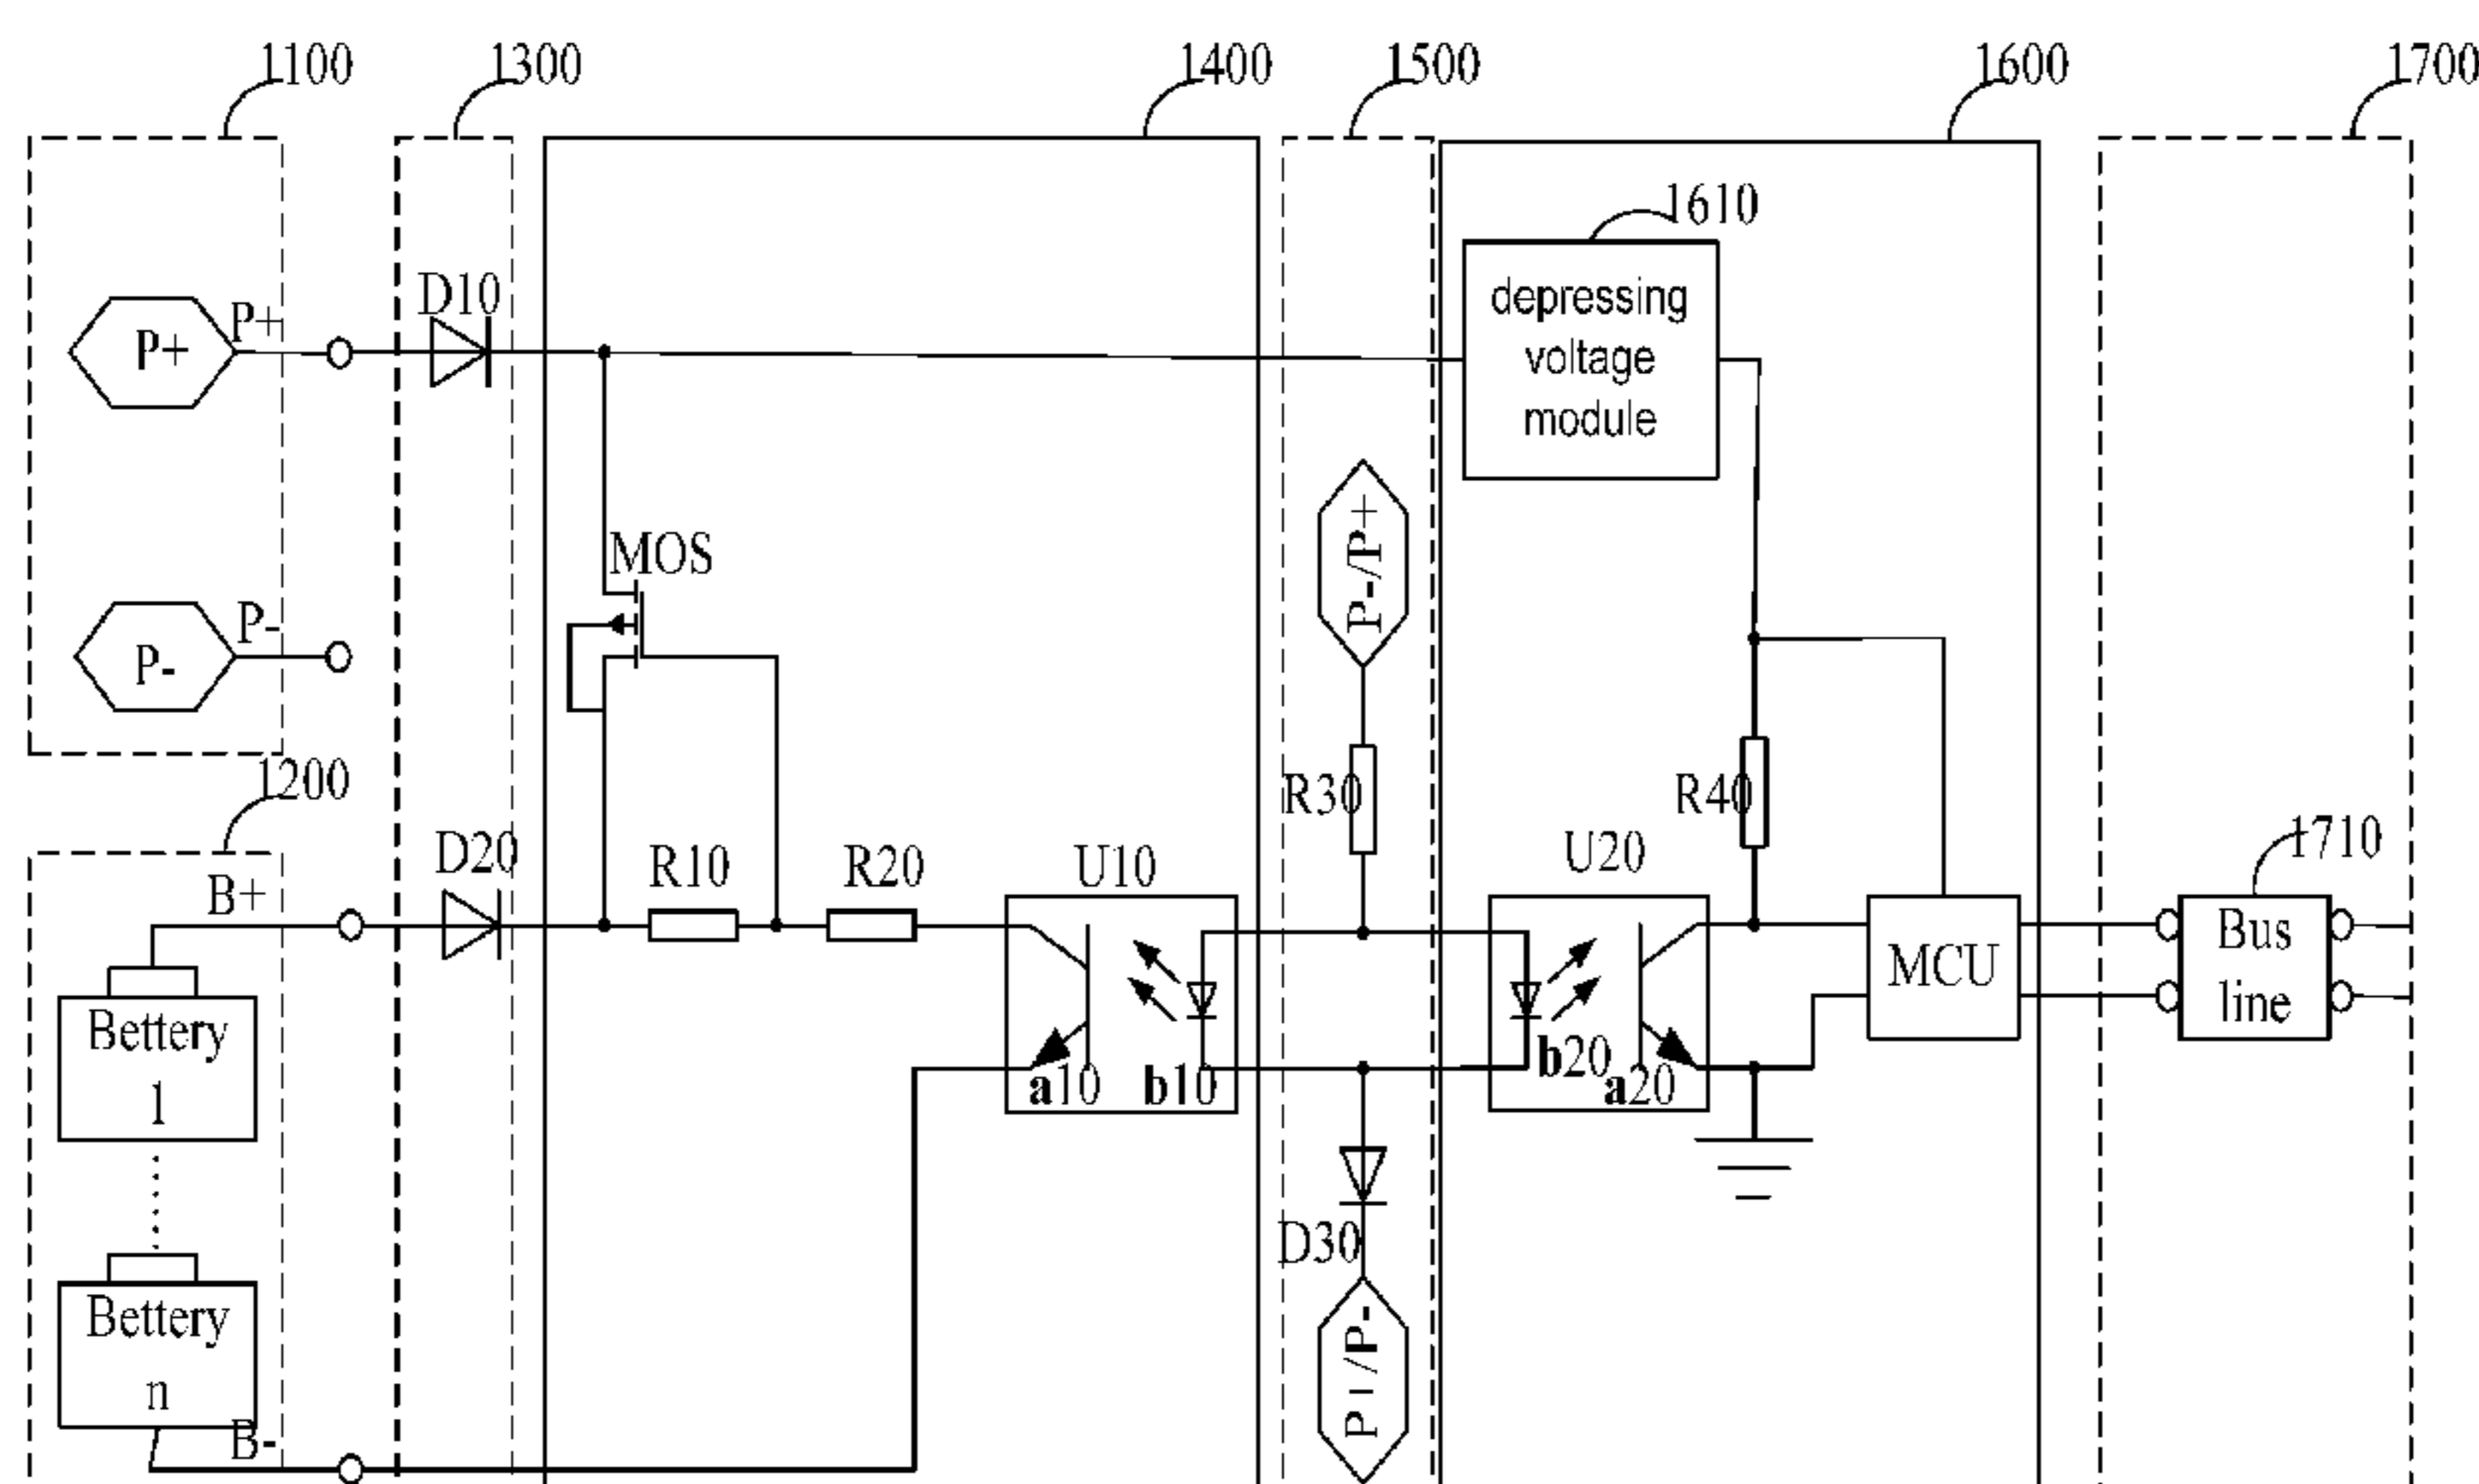 1100
1300
1400
1500
1600
1700
1610
depressing
voltage
module
D10
P+
P+
P-/P+
MOS
P-
P-
1200
R30
R40
1710
D20
R10
R20
U10
U20
B+
Bus
line
MCU
Bettery
1
a10
b10
b20
a20
D30
Bettery
n
P+/P-
B-